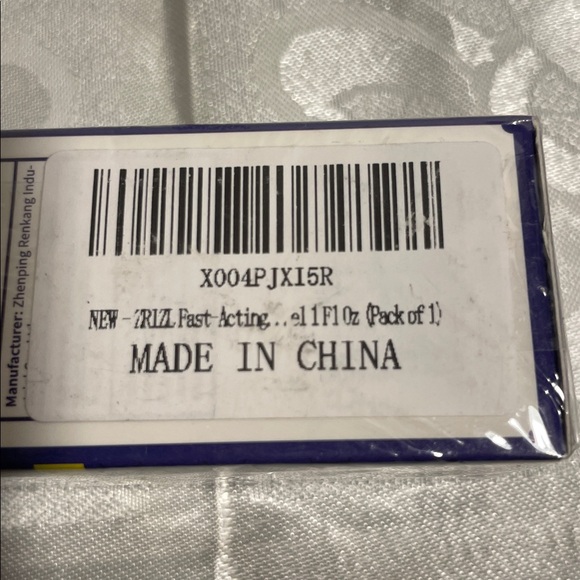 X004PJXI5R
NEW - ZRIZL Fast-Acting...el 1 Fl Oz (Pack of 1)
MADE IN CHINA
Manufacturer: Zhenping Renkang Indu-